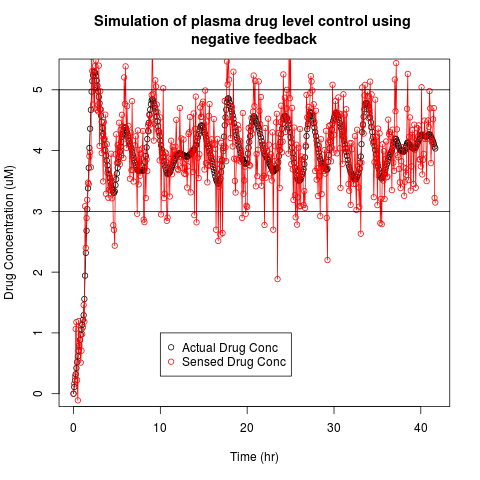 Simulation of plasma drug level control using
negative feedback
Drug Concentration (uM)
5
4
3
2
1
0
Actual Drug Conc
Sensed Drug Conc
0 10 20 30 40
Time (hr)